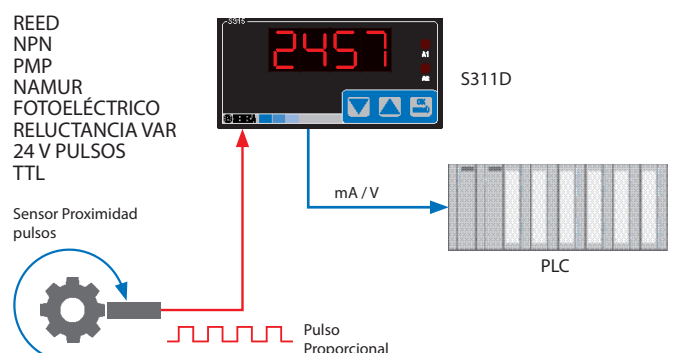 REED
NPN
PMP
NAMUR
FOTOELÉCTRICO
RELUCTANCIA VAR
24 V PULSOS
TTL
Sensor Proximidad
pulsos
2457
A1
S311D
OK
SENECA
mA / V
PLC
Pulso
Proporcional